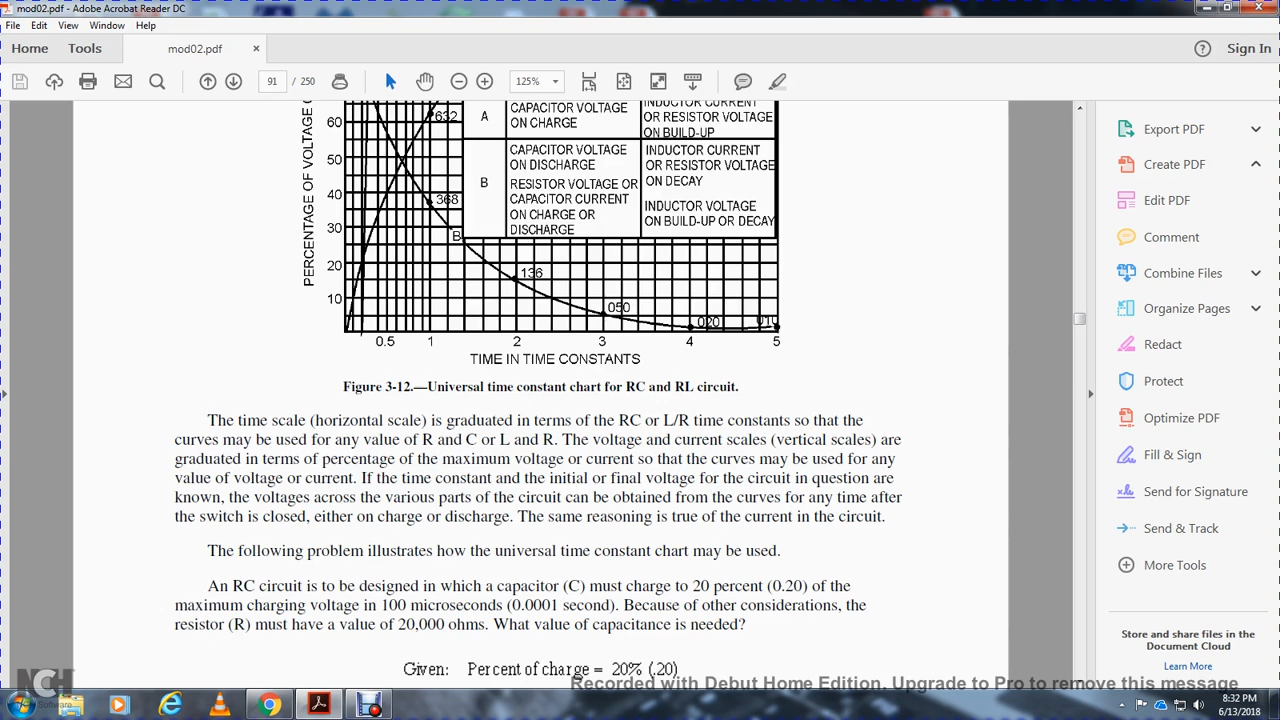 mod02.pdf - Adobe Acrobat Reader DC
File Edit View Window Help
Home Tools mod02.pdf × Sign In
91 / 250 125%
60
50
40
30
20
10
PERCENTAGE OF VOLTAGE
632
368
B
136
050
020
010
A
CAPACITOR VOLTAGE
ON CHARGE
INDUCTOR CURRENT
OR RESISTOR VOLTAGE
ON BUILD-UP
B
CAPACITOR VOLTAGE
ON DISCHARGE
RESISTOR VOLTAGE OR
CAPACITOR CURRENT
ON CHARGE OR
DISCHARGE
INDUCTOR CURRENT
OR RESISTOR VOLTAGE
ON DECAY
INDUCTOR VOLTAGE
ON BUILD-UP OR DECAY
0.5 1 2 3 4 5
TIME IN TIME CONSTANTS
Figure 3-12.—Universal time constant chart for RC and RL circuit.
The time scale (horizontal scale) is graduated in terms of the RC or L/R time constants so that the
curves may be used for any value of R and C or L and R. The voltage and current scales (vertical scales) are
graduated in terms of percentage of the maximum voltage or current so that the curves may be used for any
value of voltage or current. If the time constant and the initial or final voltage for the circuit in question are
known, the voltages across the various parts of the circuit can be obtained from the curves for any time after
the switch is closed, either on charge or discharge. The same reasoning is true of the current in the circuit.
The following problem illustrates how the universal time constant chart may be used.
An RC circuit is to be designed in which a capacitor (C) must charge to 20 percent (0.20) of the
maximum charging voltage in 100 microseconds (0.0001 second). Because of other considerations, the
resistor (R) must have a value of 20,000 ohms. What value of capacitance is needed?
Given: Percent of charge = 20% (.20)
Export PDF
Create PDF
Edit PDF
Comment
Combine Files
Organize Pages
Redact
Protect
Optimize PDF
Fill & Sign
Send for Signature
Send & Track
More Tools
Store and share files in the
Document Cloud
Learn More
NCH
Recorded with Debut Home Edition, Upgrade to Pro to remove this message
8:32 PM
6/13/2018